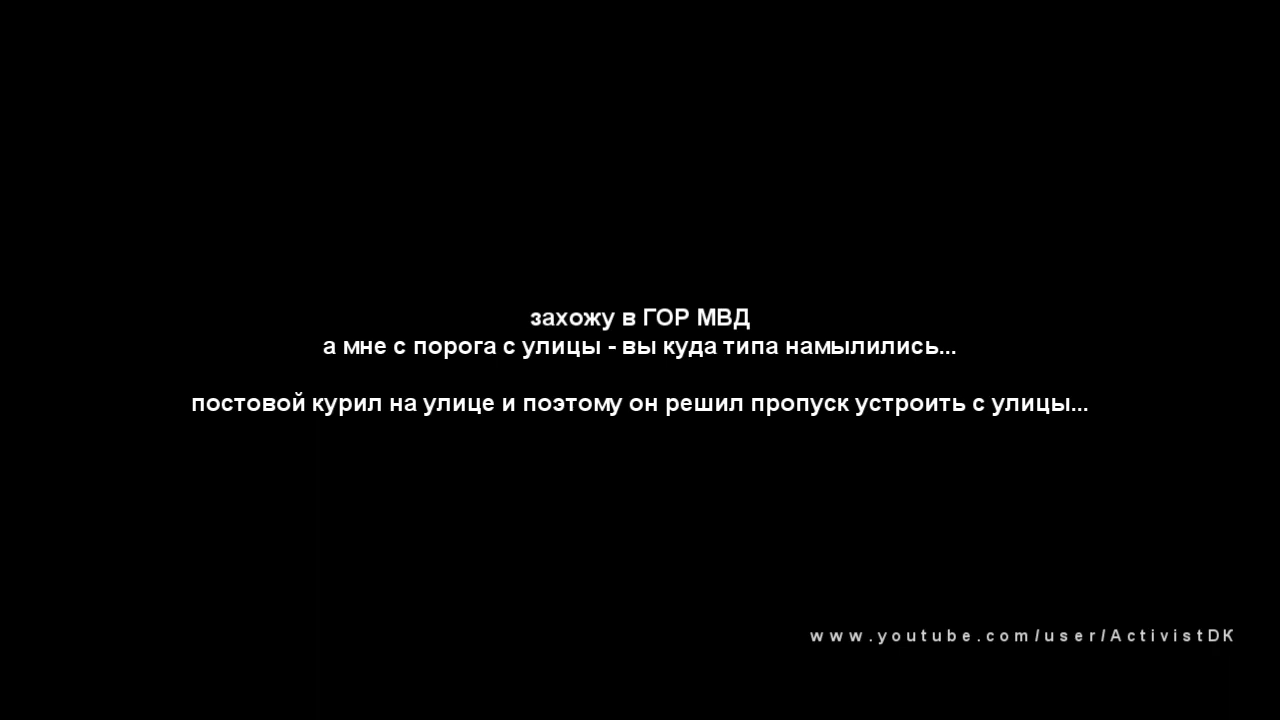 захожу в ГОР МВД
а мне с порога с улицы - вы куда типа намылились...
постовой курил на улице и поэтому он решил пропуск устроить с улицы...
www.youtube.com/user/ActivistDK